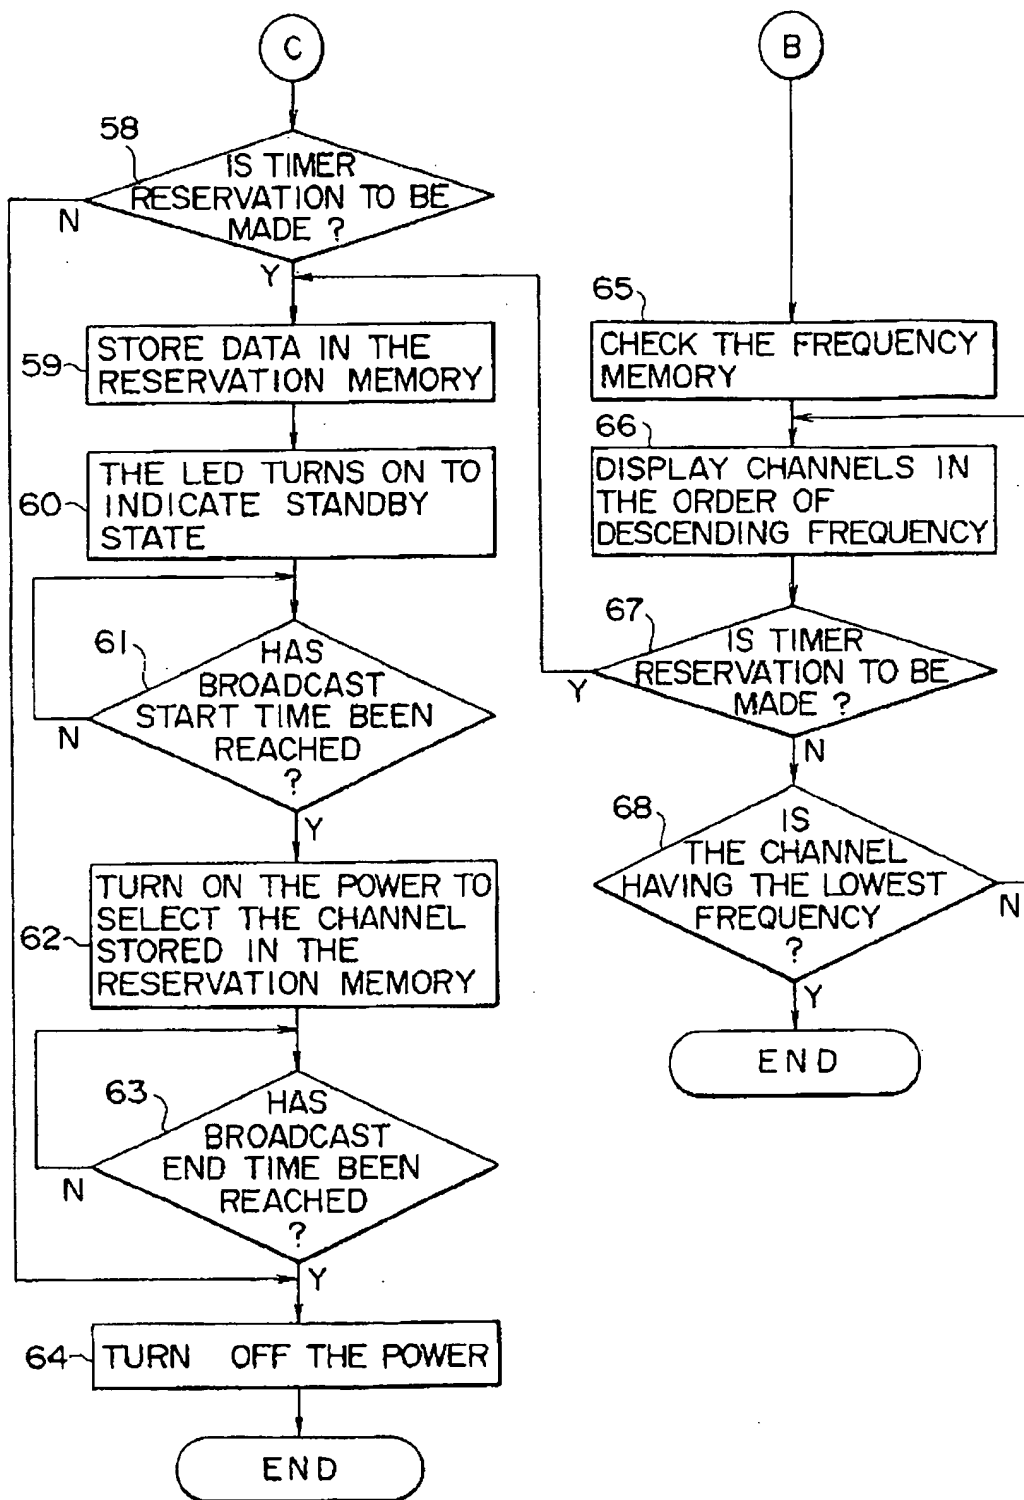 C
58
IS TIMER
RESERVATION TO BE
MADE ?
N
Y
59
STORE DATA IN THE
RESERVATION MEMORY
60
THE LED TURNS ON TO
INDICATE STANDBY
STATE
61
HAS
BROADCAST
START TIME BEEN
REACHED
?
N
Y
62
TURN ON THE POWER TO
SELECT THE CHANNEL
STORED IN THE
RESERVATION MEMORY
63
HAS
BROADCAST
END TIME BEEN
REACHED
?
N
Y
64
TURN OFF THE POWER
END
B
65
CHECK THE FREQUENCY
MEMORY
66
DISPLAY CHANNELS IN
THE ORDER OF
DESCENDING FREQUENCY
67
IS TIMER
RESERVATION TO BE
MADE ?
Y
N
68
IS
THE CHANNEL
HAVING THE LOWEST
FREQUENCY
?
N
Y
END